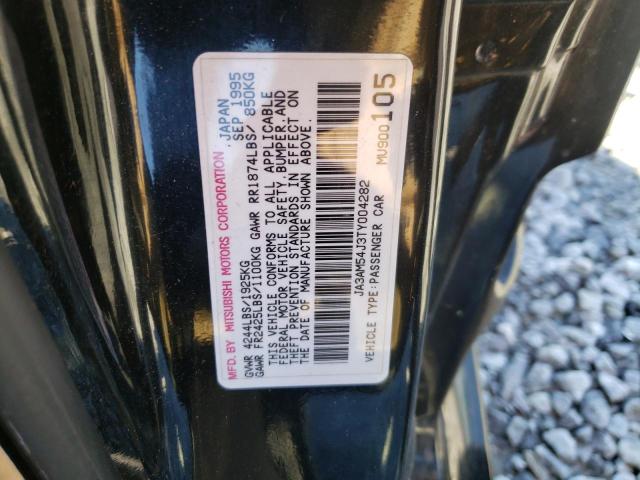 MFD. BY MITSUBISHI MOTORS CORPORATION JAPAN
SEP 1995
GVWR 4244LBS/1925KG
GAWR FR2425LBS/1100KG GAWR RR1874LBS/ 850KG
THIS VEHICLE CONFORMS TO ALL APPLICABLE
FEDERAL MOTOR VEHICLE SAFETY, BUMPER AND
THEFT PREVENTION STANDARDS IN EFFECT ON
THE DATE OF MANUFACTURE SHOWN ABOVE.
JA3AM54J3TY004282
VEHICLE TYPE:PASSENGER CAR
MU900105